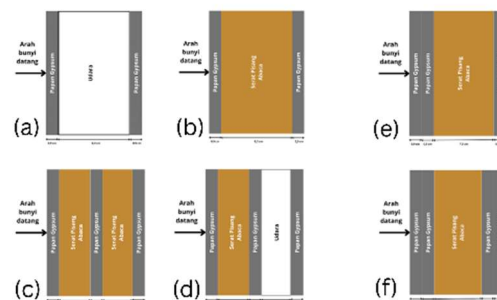 Arah
bunyi
datang
Papan Gypsum
Udara
Papan Gypsum
(a)
Arah
bunyi
datang
Papan Gypsum
Serat Pisang
Abaca
Papan Gypsum
(b)
Arah
bunyi
datang
Papan Gypsum
Papan Gypsum
Serat Pisang
Abaca
(e)
Arah
bunyi
datang
Papan Gypsum
Serat Pisang
Abaca
Papan Gypsum
Serat Pisang
Abaca
Papan Gypsum
(c)
Arah
bunyi
datang
Papan Gypsum
Serat Pisang
Abaca
Papan Gypsum
Udara
Papan Gypsum
(d)
Arah
bunyi
datang
Papan Gypsum
Papan Gypsum
Serat Pisang
Abaca
Papan Gypsum
(f)